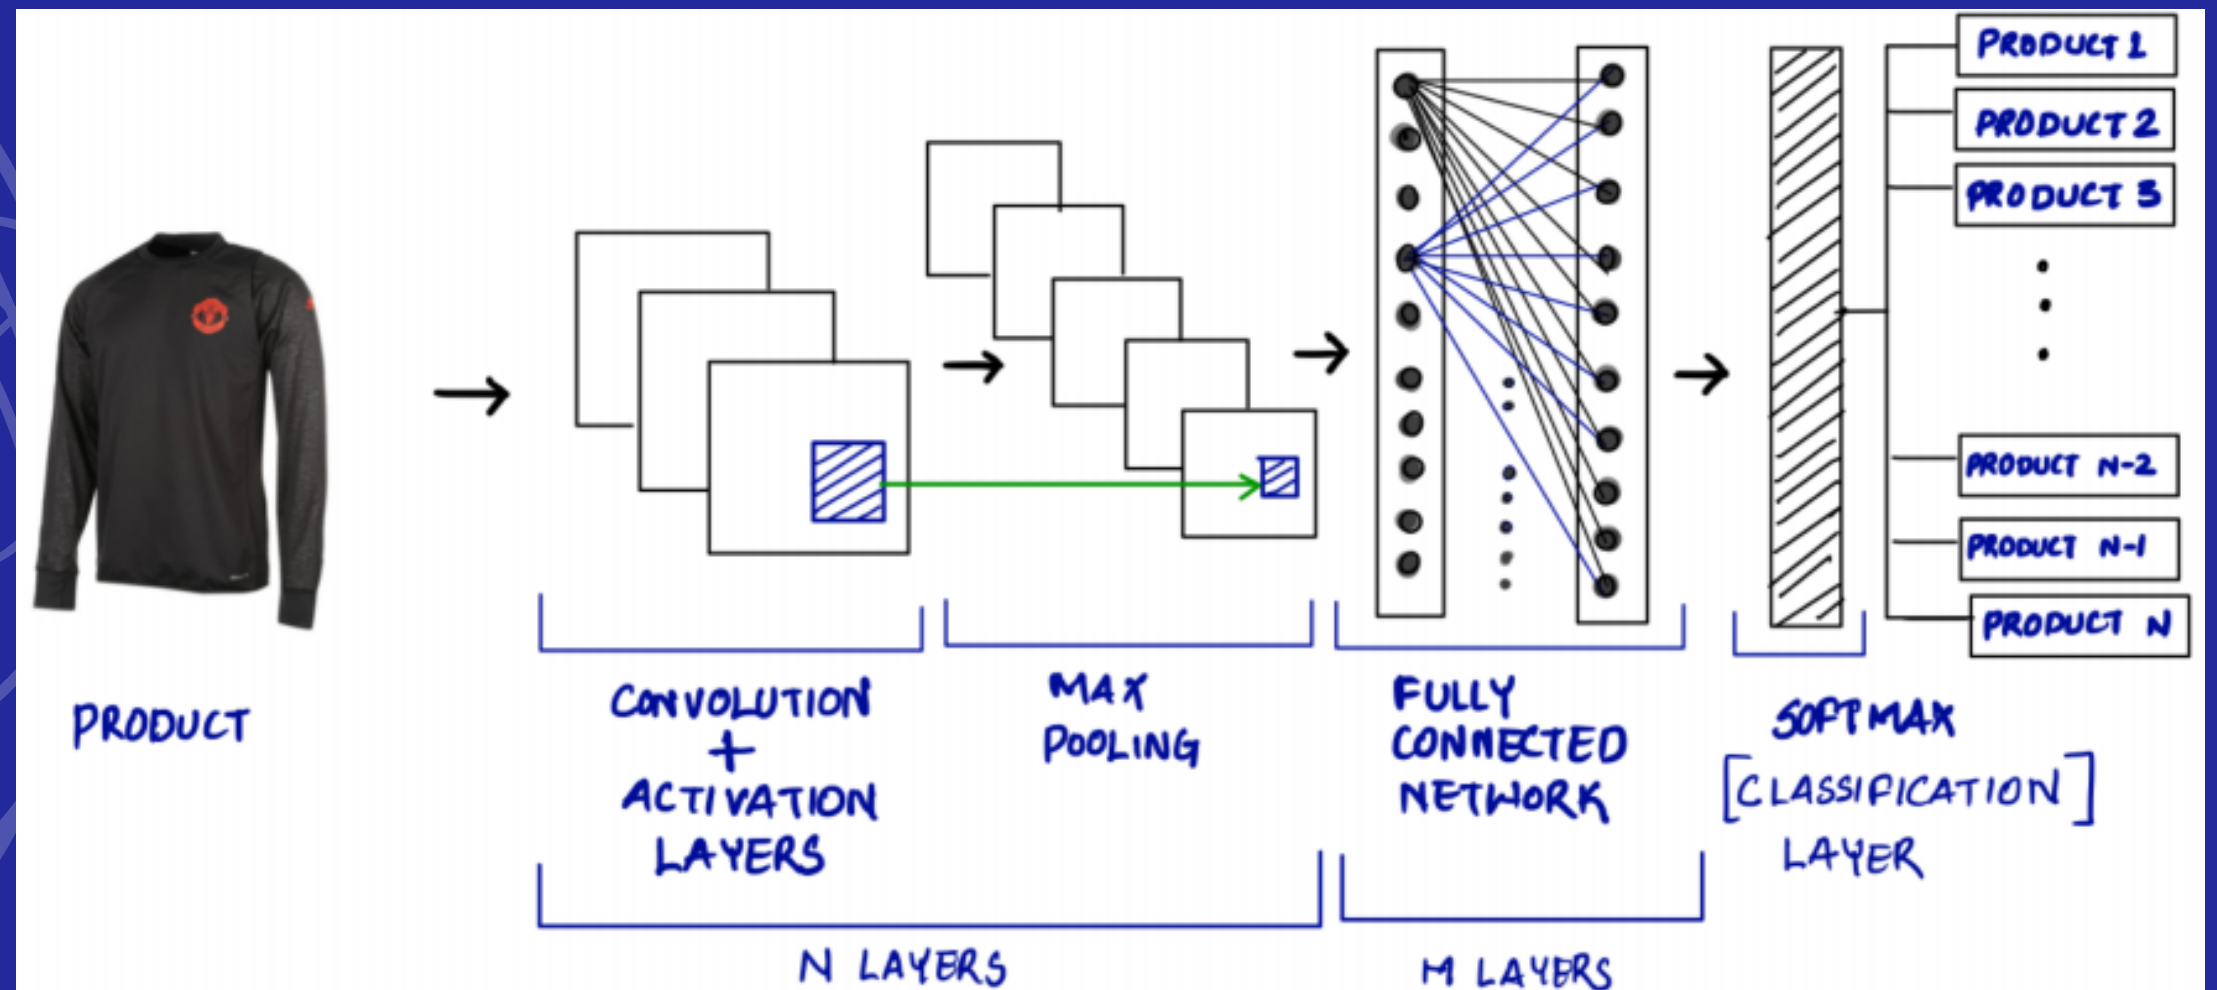 PRODUCT
CONVOLUTION
+
ACTIVATION
LAYERS
MAX
POOLING
N LAYERS
FULLY
CONNECTED
NETWORK
M LAYERS
SOFTMAX
[CLASSIFICATION]
LAYER
PRODUCT 1
PRODUCT 2
PRODUCT 3
PRODUCT N-2
PRODUCT N-1
PRODUCT N